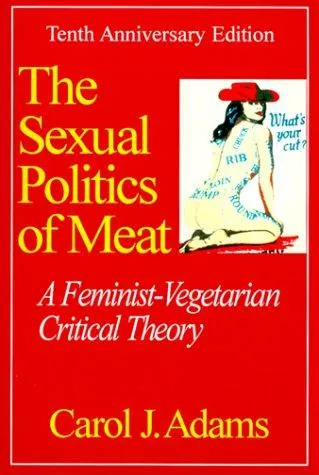 Tenth Anniversary Edition
The
Sexual
Politics
of Meat
What's
your
cut?
CHUCK
RIB
LOIN
RUMP
ROUND
A Feminist-Vegetarian
Critical Theory
Carol J. Adams